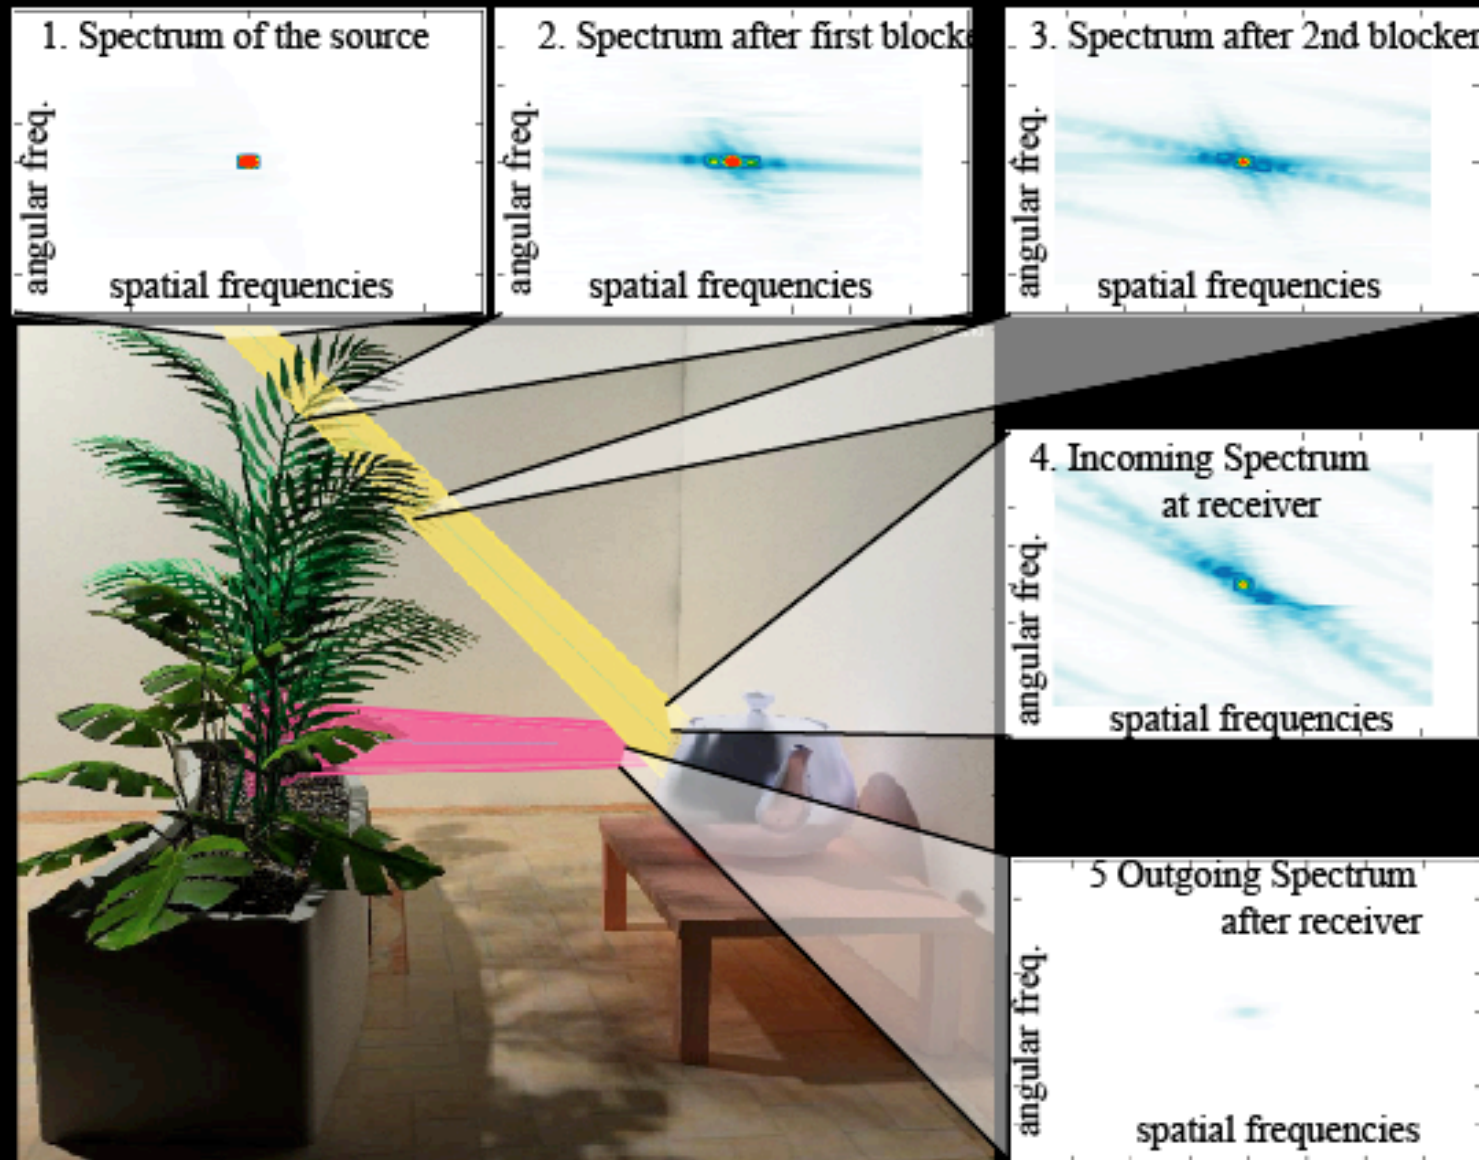 1. Spectrum of the source
angular freq.
spatial frequencies
2. Spectrum after first blocke
angular freq.
spatial frequencies
3. Spectrum after 2nd blocker
angular freq.
spatial frequencies
4. Incoming Spectrum
at receiver
angular freq.
spatial frequencies
5 Outgoing Spectrum
after receiver
angular freq.
spatial frequencies